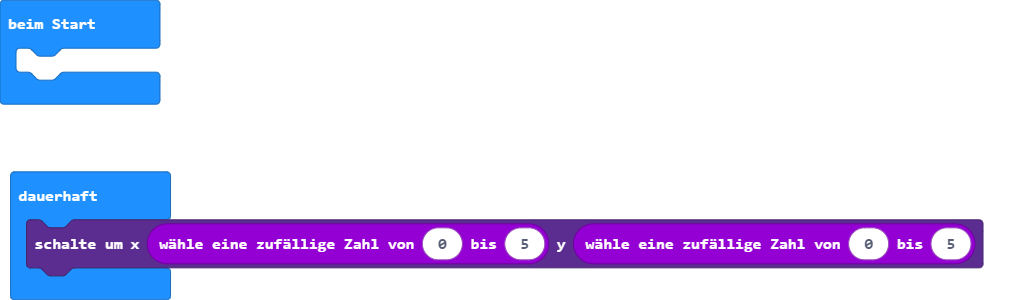 beim Start
dauerhaft
schalte um x wähle eine zufällige Zahl von 0 bis 5 y wähle eine zufällige Zahl von 0 bis 5